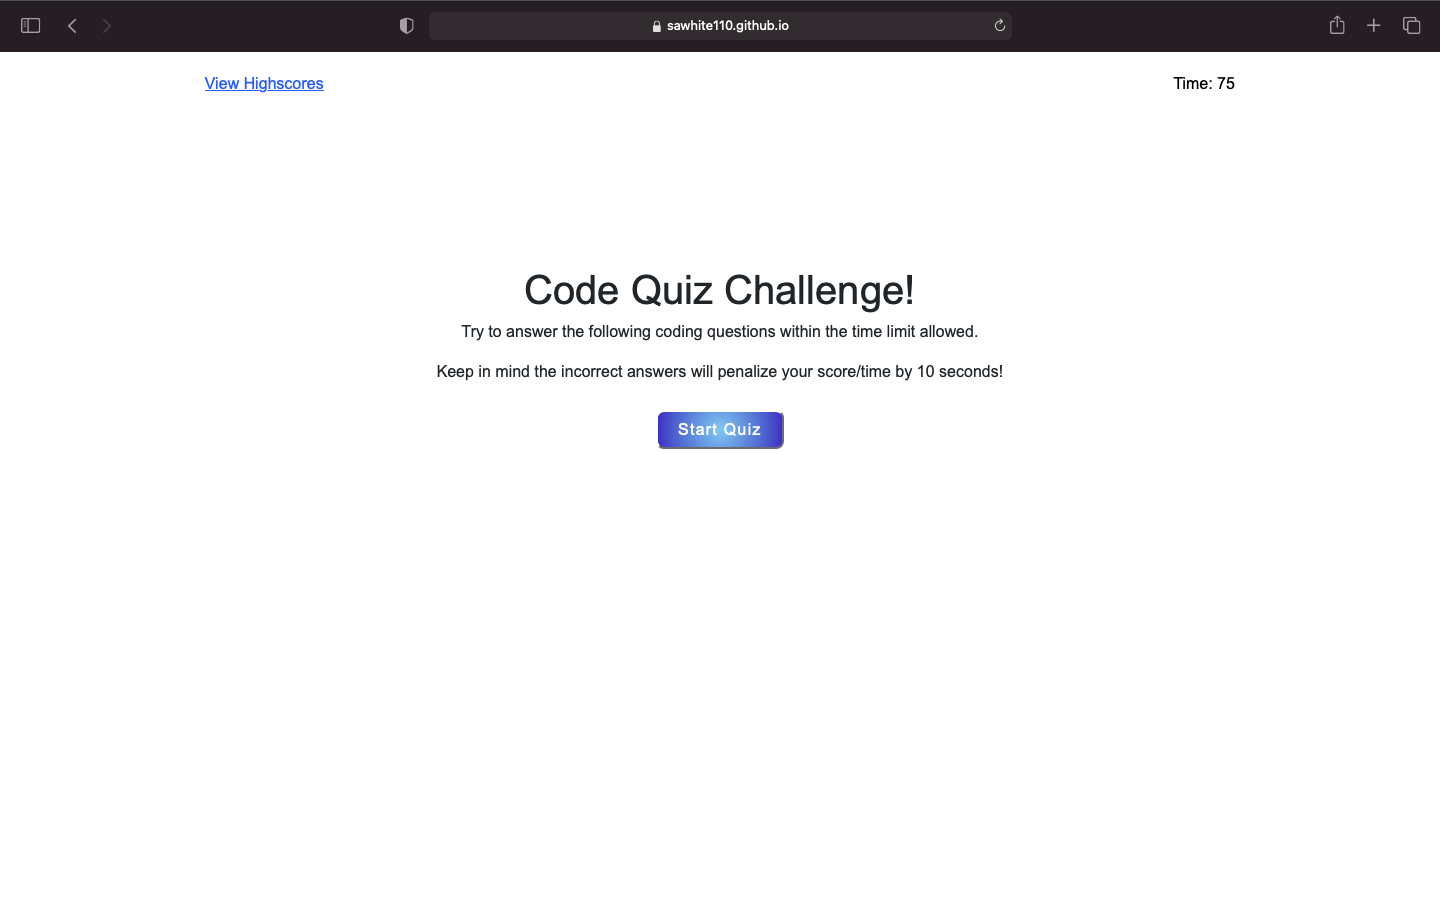 sawhite110.github.io
View Highscores
Time: 75
Code Quiz Challenge!
Try to answer the following coding questions within the time limit allowed.
Keep in mind the incorrect answers will penalize your score/time by 10 seconds!
Start Quiz